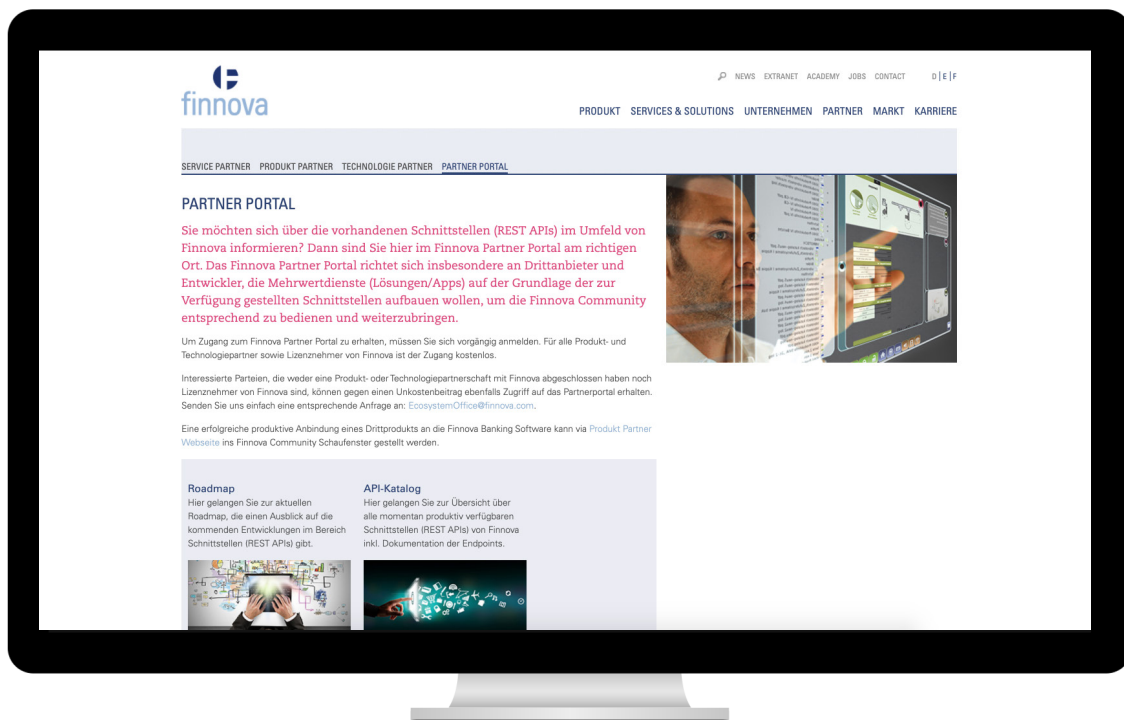 finnova
NEWS EXTRANET ACADEMY JOBS CONTACT D | E | F
PRODUKT SERVICES & SOLUTIONS UNTERNEHMEN PARTNER MARKT KARRIERE
SERVICE PARTNER PRODUKT PARTNER TECHNOLOGIE PARTNER PARTNER PORTAL
PARTNER PORTAL
Sie möchten sich über die vorhandenen Schnittstellen (REST APIs) im Umfeld von
Finnova informieren? Dann sind Sie hier im Finnova Partner Portal am richtigen
Ort. Das Finnova Partner Portal richtet sich insbesondere an Drittanbieter und
Entwickler, die Mehrwertdienste (Lösungen/Apps) auf der Grundlage der zur
Verfügung gestellten Schnittstellen aufbauen wollen, um die Finnova Community
entsprechend zu bedienen und weiterzubringen.
Um Zugang zum Finnova Partner Portal zu erhalten, müssen Sie sich vorgängig anmelden. Für alle Produkt- und
Technologiepartner sowie Lizenznehmer von Finnova ist der Zugang kostenlos.
Interessierte Parteien, die weder eine Produkt- oder Technologiepartnerschaft mit Finnova abgeschlossen haben noch
Lizenznehmer von Finnova sind, können gegen einen Unkostenbeitrag ebenfalls Zugriff auf das Partnerportal erhalten.
Senden Sie uns einfach eine entsprechende Anfrage an: EcosystemOffice@finnova.com.
Eine erfolgreiche produktive Anbindung eines Drittprodukts an die Finnova Banking Software kann via Produkt Partner
Webseite ins Finnova Community Schaufenster gestellt werden.
Roadmap
Hier gelangen Sie zur aktuellen
Roadmap, die einen Ausblick auf die
kommenden Entwicklungen im Bereich
Schnittstellen (REST APIs) gibt.
API-Katalog
Hier gelangen Sie zur Übersicht über
alle momentan produktiv verfügbaren
Schnittstellen (REST APIs) von Finnova
inkl. Dokumentation der Endpoints.